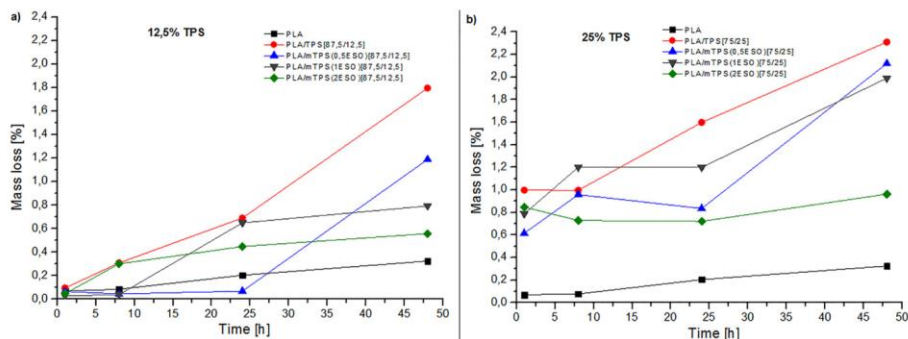 a)
12,5% TPS
PLA
PLA/TPS[87,5/12,5]
PLA/mTPS(0,5ESO)[87,5/12,5]
PLA/mTPS(1ESO)[87,5/12,5]
PLA/mTPS(2ESO)[87,5/12,5]
Mass loss [%]
2,4
2,2
2,0
1,8
1,6
1,4
1,2
1,0
0,8
0,6
0,4
0,2
0,0
0 5 10 15 20 25 30 35 40 45 50
Time [h]
b)
25% TPS
PLA
PLA/TPS[75/25]
PLA/mTPS(0,5ESO)[75/25]
PLA/mTPS(1ESO)[75/25]
PLA/mTPS(2ESO)[75/25]
Mass loss [%]
2,4
2,2
2,0
1,8
1,6
1,4
1,2
1,0
0,8
0,6
0,4
0,2
0,0
0 5 10 15 20 25 30 35 40 45 50
Time [h]